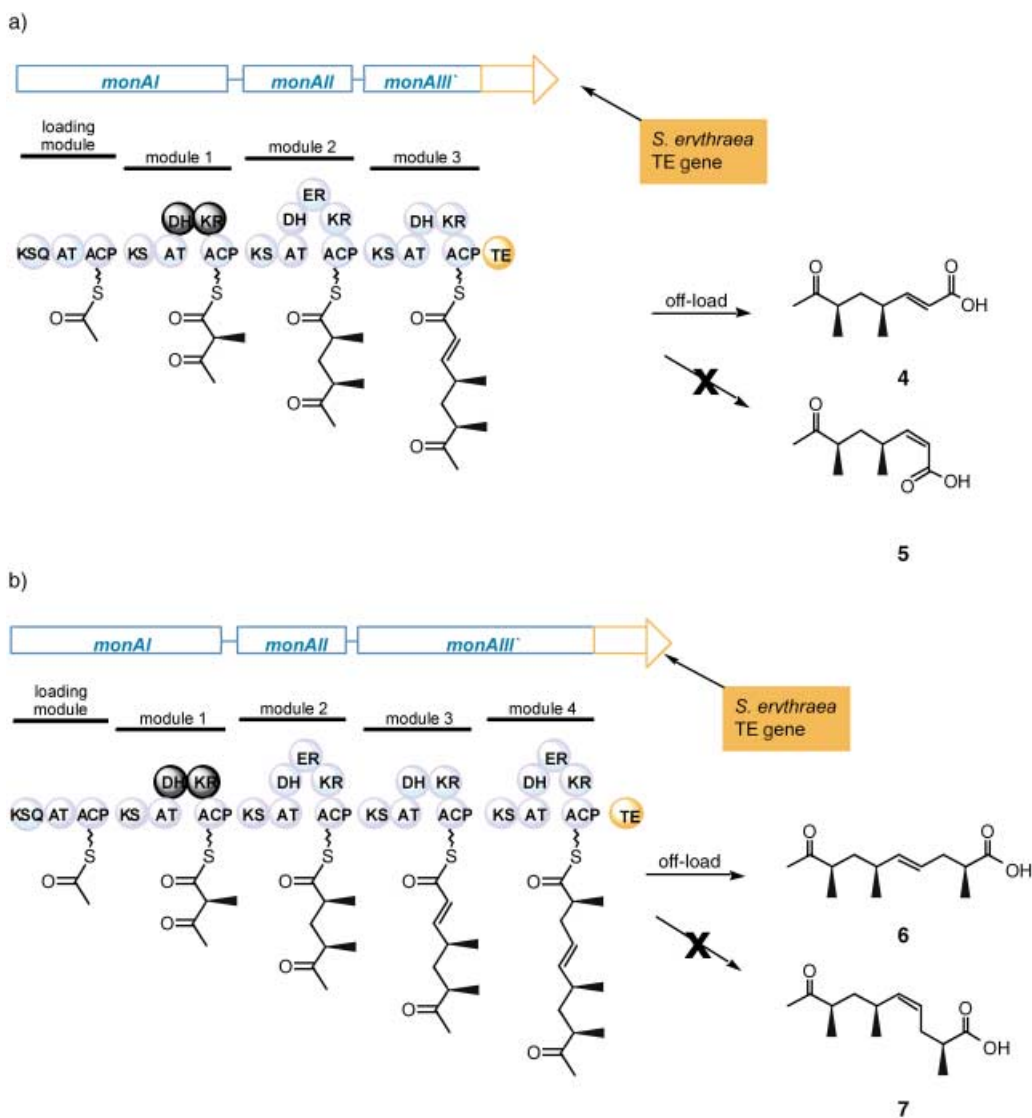 a)
monAI monAII monAIII`
S. erythraea
TE gene
loading
module
module 1
module 2
module 3
ER
DH KR
DH KR
DH KR
KSQ AT ACP KS AT ACP KS AT ACP KS AT ACP TE
S S S S
O O O O
O O O
off-load
O O OH
4
X
O O OH
5
b)
monAI monAII monAIII`
S. erythraea
TE gene
loading
module
module 1
module 2
module 3
module 4
ER ER
DH KR DH KR DH KR DH KR
KSQ AT ACP KS AT ACP KS AT ACP KS AT ACP KS AT ACP TE
S S S S S
O O O O O
O O O O
off-load
O O OH
6
X
O O OH
7